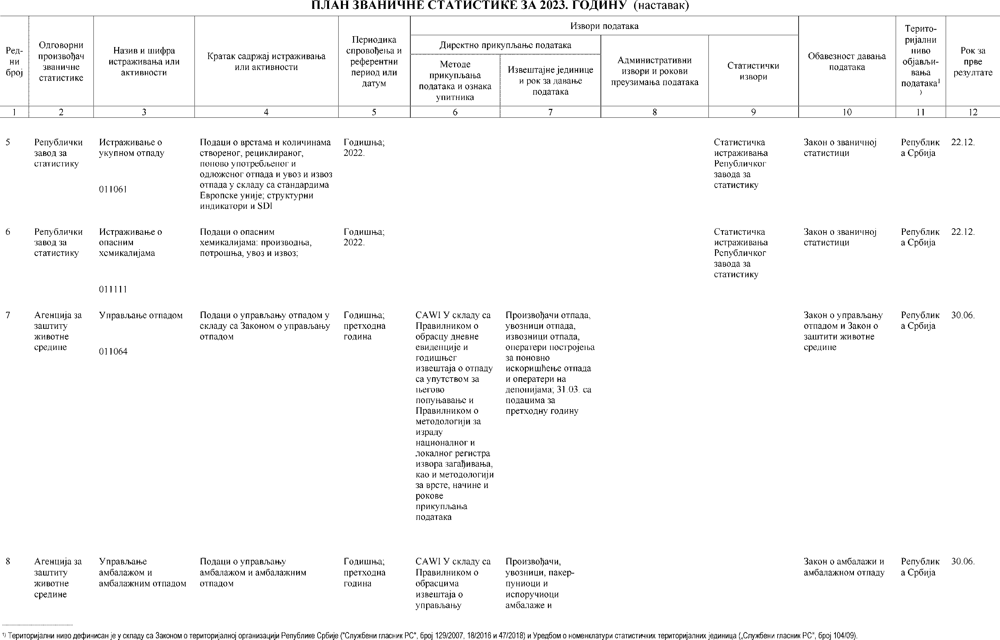 ПЛАН ЗВАНИЧНЕ СТАТИСТИКЕ ЗА 2023. ГОДИНУ (наставак)
Ред-
ни
број
Одговорни
произвођач
званичне
статистике
Назив и шифра
истраживања или
активности
Кратак садржај истраживања
или активности
Периодика
спровођења и
референтни
период или
датум
Извори података
Директно прикупљање података
Методе
прикупљања
података и ознака
упитника
Извештајне јединице
и рок за давање
података
Административни
извори и рокови
преузимања података
Статистички
извори
Обавезност давања
података
Терито-
ријални
ниво
објављи-
вања
података1
)
Рок за
прве
резултате
1 2 3 4 5 6 7 8 9 10 11 12
5
Републички
завод за
статистику
Истраживање о
укупном отпаду
011061
Подаци о врстама и количинама
створеног, рециклираног,
поново употребљеног и
одложеног отпада и увоз и извоз
отпада у складу са стандардима
Европске уније; структурни
индикатори и SDI
Годишња;
2022.
Статистичка
истраживања
Републичког
завода за
статистику
Закон о званичној
статистици
Републик
а Србија
22.12.
6
Републички
завод за
статистику
Истраживање о
опасним
хемикалијама
011111
Подаци о опасним
хемикалијама: производња,
потрошња, увоз и извоз;
Годишња;
2022.
Статистичка
истраживања
Републичког
завода за
статистику
Закон о званичној
статистици
Републик
а Србија
22.12.
7
Агенција за
заштиту
животне
средине
Управљање отпадом
011064
Подаци о управљању отпадом у
складу са Законом о управљању
отпадом
Годишња;
претходна
година
CAWI У складу са
Правилником о
обрасцу дневне
евиденције и
годишњег
извештаја о отпаду
са упутством за
његово
попуњавање и
Правилником о
методологији за
израду
националног и
локалног регистра
извора загађивања,
као и методологији
за врсте, начине и
рокове
прикупљања
података
Произвођачи отпада,
увозници отпада,
извозници отпада,
оператери постројења
за поновно
искоришћење отпада
и оператери на
депонијама; 31.03. са
подацима за
претходну годину
Закон о управљању
отпадом и Закон о
заштити животне
средине
Републик
а Србија
30.06.
8
Агенција за
заштиту
животне
средине
Управљање
амбалажом и
амбалажним отпадом
Подаци о управљању
амбалажом и амбалажним
отпадом
Годишња;
претходна
година
CAWI У складу са
Правилником о
обрасцима
извештаја о
управљању
Произвођачи,
увозници, пакер-
пуниоци и
испоручиоци
амбалаже и
Закон о амбалажи и
амбалажном отпаду
Републик
а Србија
30.06.
1) Територијални ниво дефинисан је у складу са Законом о територијалној организацији Републике Србије ("Службени гласник РС", број 129/2007, 18/2016 и 47/2018) и Уредбом о номенклатури статистичких територијалних јединица („Службени гласник РС", број 104/09).